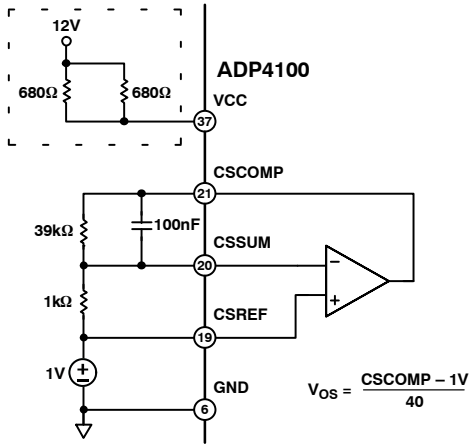 12V
ADP4100
680Ω 680Ω
VCC
37
CSCOMP
21
39kΩ
100nF
CSSUM
20
–
1kΩ
+
CSREF
19
1V
+
–
GND
6
V_OS = CSCOMP – 1V
40